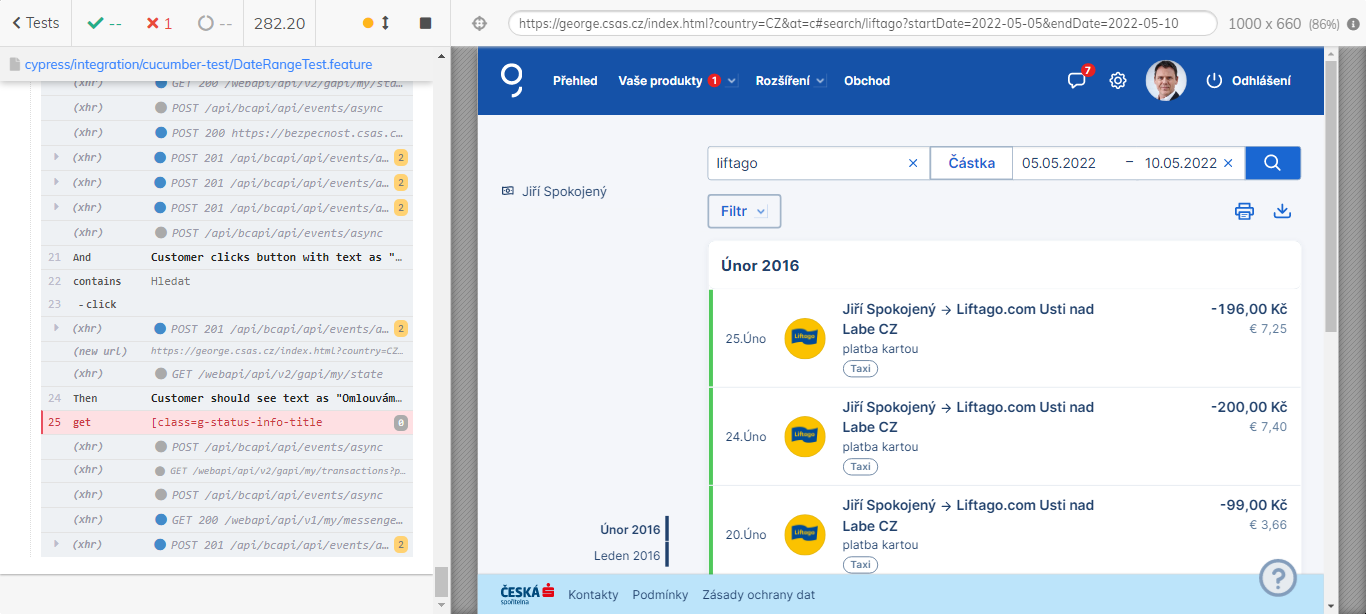 Tests
--
1
--
282.20
https://george.csas.cz/index.html?country=CZ&at=c#search/liftago?startDate=2022-05-05&endDate=2022-05-10
1000 x 660 (86%)
cypress/integration/cucumber-test/DateRangeTest.feature
(xhr) GET 200 /webapi/api/v2/gapi/my/sta…
(xhr) POST /api/bcapi/api/events/async
(xhr) POST 200 https://bezpecnost.csas.c…
(xhr) POST 201 /api/bcapi/api/events/a… 2
(xhr) POST 201 /api/bcapi/api/events/a… 2
(xhr) POST 201 /api/bcapi/api/events/a… 2
(xhr) POST /api/bcapi/api/events/async
21 And Customer clicks button with text as "…
22 contains Hledat
23 -click
(xhr) POST 201 /api/bcapi/api/events/a… 2
(new url) https://george.csas.cz/index.html?country=CZ…
(xhr) GET /webapi/api/v2/gapi/my/state
24 Then Customer should see text as "Omlouvám…
25 get [class=g-status-info-title 0
(xhr) POST /api/bcapi/api/events/async
(xhr) GET /webapi/api/v2/gapi/my/transactions?p…
(xhr) POST /api/bcapi/api/events/async
(xhr) GET 200 /webapi/api/v1/my/messenge…
(xhr) POST 201 /api/bcapi/api/events/a… 2
Přehled Vaše produkty 1 Rozšíření Obchod 7 Odhlášení
liftago Částka 05.05.2022 – 10.05.2022
Jiří Spokojený
Filtr
Únor 2016
25.Úno
Liftago
Jiří Spokojený → Liftago.com Usti nad
Labe CZ
platba kartou
Taxi
-196,00 Kč
€ 7,25
24.Úno
Liftago
Jiří Spokojený → Liftago.com Usti nad
Labe CZ
platba kartou
Taxi
-200,00 Kč
€ 7,40
20.Úno
Liftago
Jiří Spokojený → Liftago.com Usti nad
Labe CZ
platba kartou
Taxi
-99,00 Kč
€ 3,66
Únor 2016
Leden 2016
ČESKÁ
spořitelna
Kontakty Podmínky Zásady ochrany dat
?